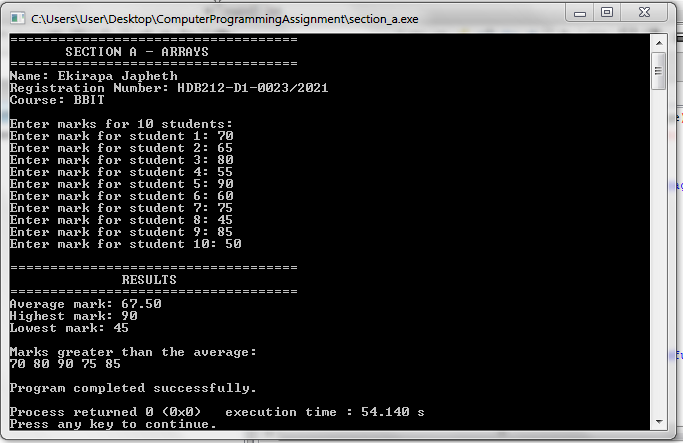 C:\Users\User\Desktop\ComputerProgrammingAssignment\section_a.exe
====================================
SECTION A - ARRAYS
====================================
Name: Ekirapa Japheth
Registration Number: HDB212-D1-0023/2021
Course: BBIT
Enter marks for 10 students:
Enter mark for student 1: 70
Enter mark for student 2: 65
Enter mark for student 3: 80
Enter mark for student 4: 55
Enter mark for student 5: 90
Enter mark for student 6: 60
Enter mark for student 7: 75
Enter mark for student 8: 45
Enter mark for student 9: 85
Enter mark for student 10: 50
====================================
RESULTS
====================================
Average mark: 67.50
Highest mark: 90
Lowest mark: 45
Marks greater than the average:
70 80 90 75 85
Program completed successfully.
Process returned 0 (0x0)   execution time : 54.140 s
Press any key to continue.